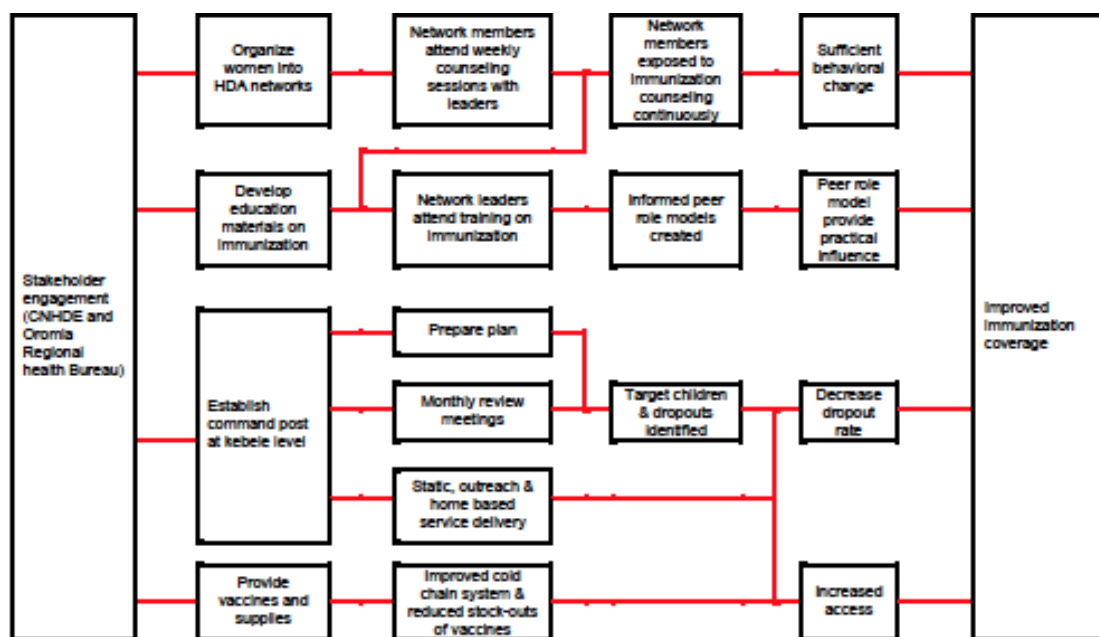 Stakeholder
engagement
(CNHDE and
Oromia
Regional
health Bureau)
Organize
women into
HDA networks
Network members
attend weekly
counseling
sessions with
leaders
Network
members
exposed to
immunization
counseling
continuously
Sufficient
behavioral
change
Develop
education
materials on
immunization
Network leaders
attend training on
immunization
Informed peer
role models
created
Peer role
model
provide
practical
influence
Establish
command post
at kebele level
Prepare plan
Monthly review
meetings
Target children
& dropouts
identified
Decrease
dropout
rate
Static, outreach &
home based
service delivery
Provide
vaccines and
supplies
Improved cold
chain system &
reduced stock-outs
of vaccines
Increased
access
Improved
immunization
coverage